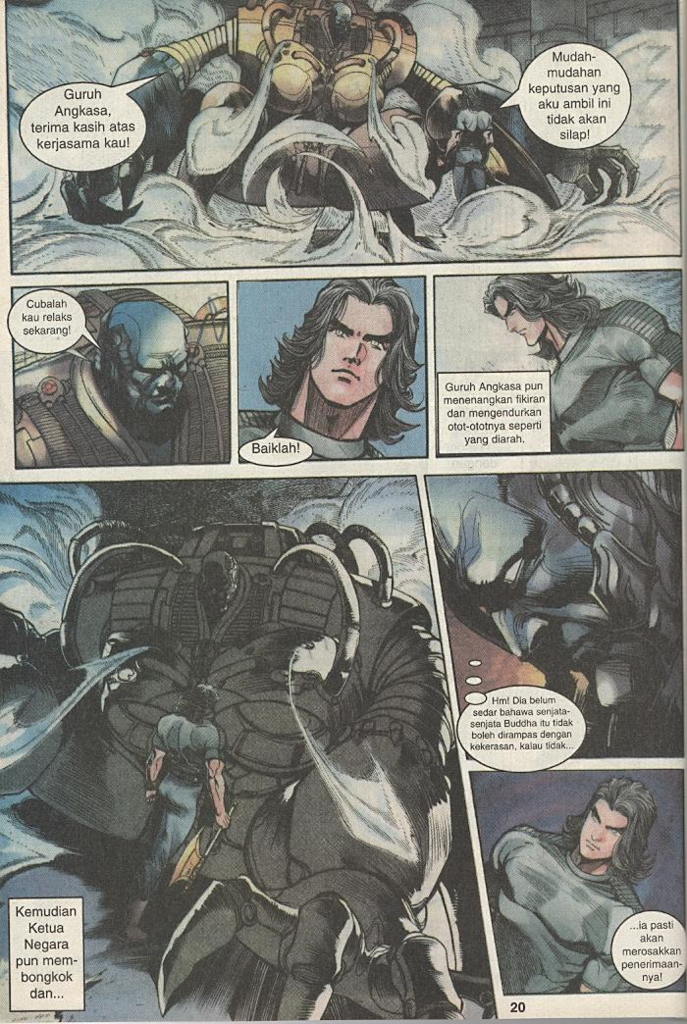 Guruh
Angkasa,
terima kasih atas
kerjasama kau!
Mudah-
mudahan
keputusan yang
aku ambil ini
tidak akan
silap!
Cubalah
kau relaks
sekarang!
Baiklah!
Guruh Angkasa pun
menenangkan fikiran
dan mengendurkan
otot-ototnya seperti
yang diarah.
Kemudian
Ketua
Negara
pun mem-
bongkok
dan...
Hm! Dia belum
sedar bahawa senjata-
senjata Buddha itu tidak
boleh dirampas dengan
kekerasan, kalau tidak...
...ia pasti
akan
merosakkan
penerimaan-
nya!
20